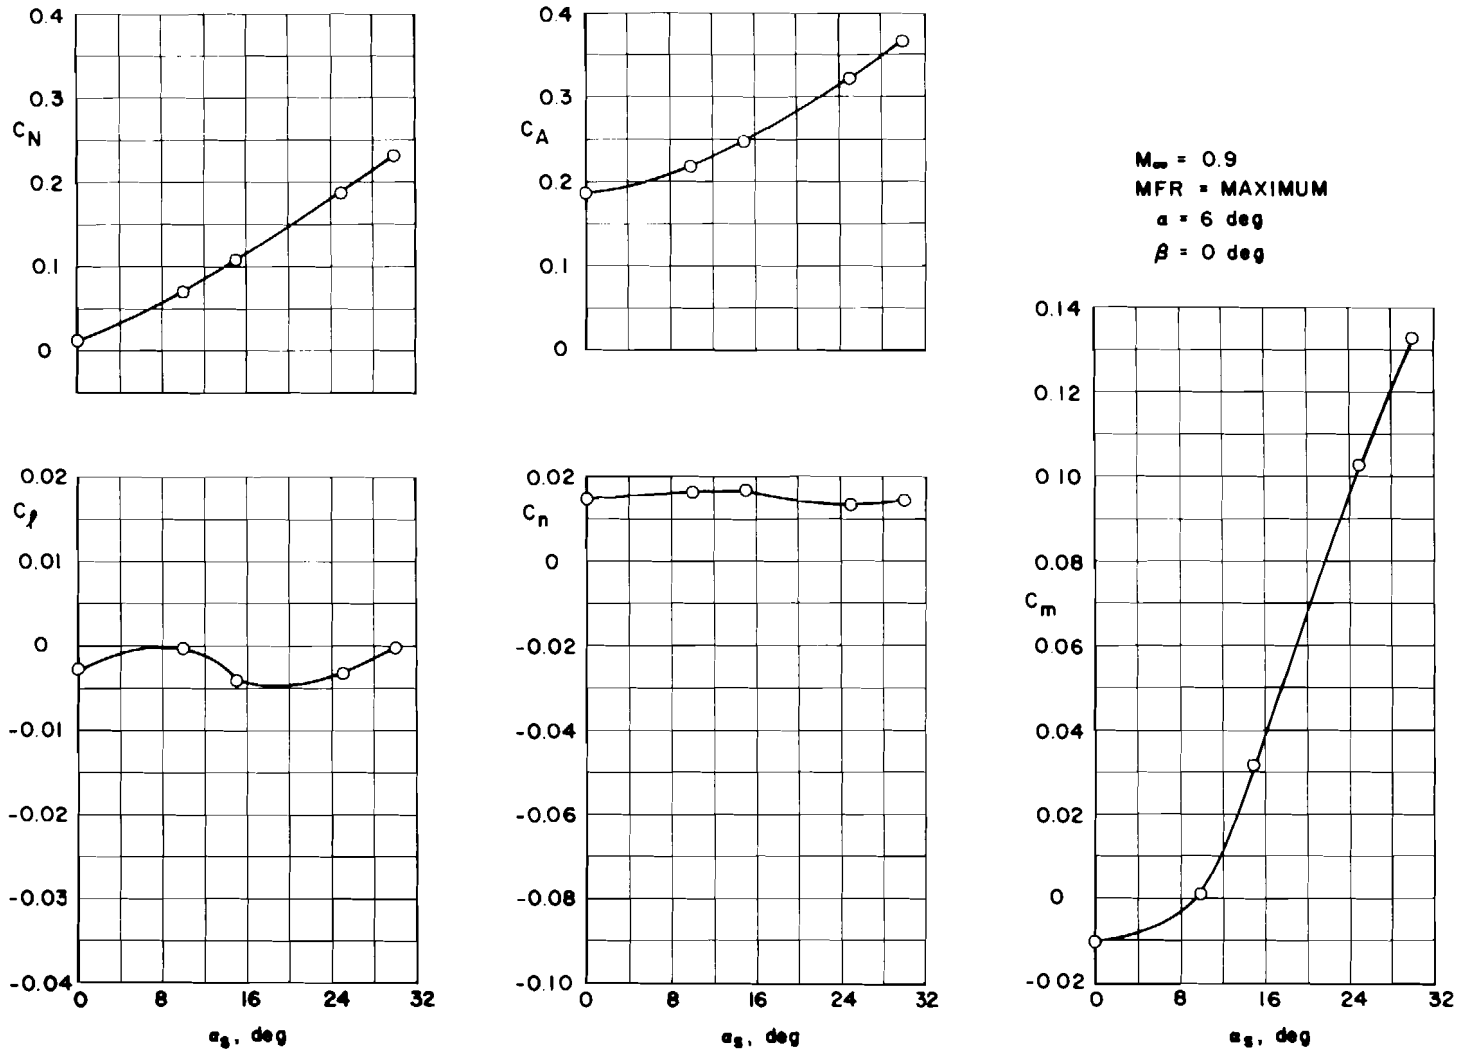 0.4
0.3
C_N
0.2
0.1
0
0.4
0.3
C_A
0.2
0.1
0
M∞ = 0.9
MFR = MAXIMUM
α = 6 deg
β = 0 deg
0.02
C_ℓ
0.01
0
-0.01
-0.02
-0.03
-0.04
0 8 16 24 32
α_s, deg
0.02
C_n
0
-0.02
-0.04
-0.06
-0.08
-0.10
0 8 16 24 32
α_s, deg
0.14
0.12
0.10
0.08
C_m
0.06
0.04
0.02
0
-0.02
0 8 16 24 32
α_s, deg